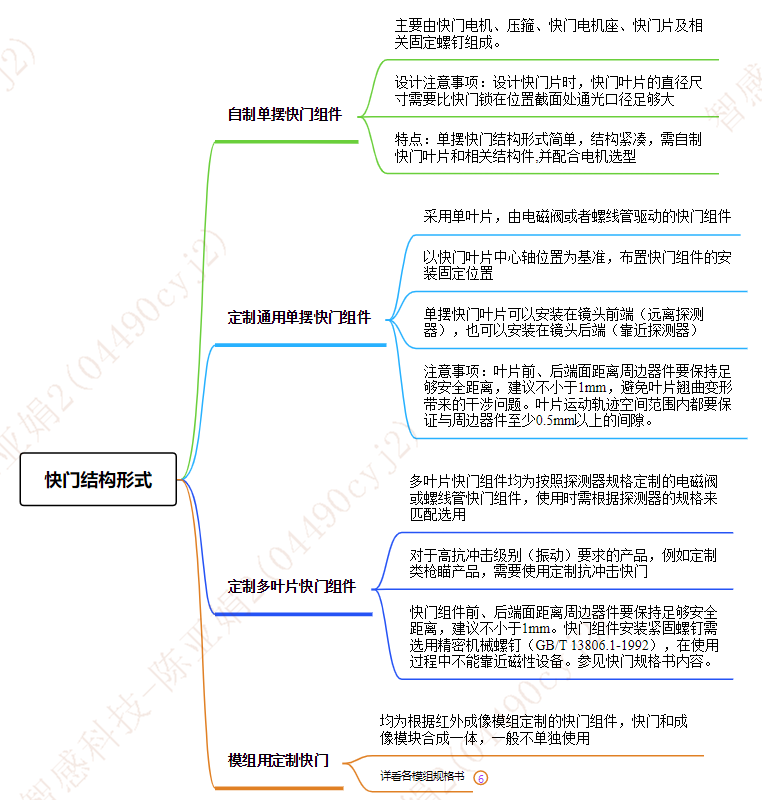 主要由快门电机、压箍、快门电机座、快门片及相
关固定螺钉组成。
设计注意事项：设计快门片时，快门叶片的直径尺
寸需要比快门锁在位置截面处通光口径足够大
自制单摆快门组件
特点：单摆快门结构形式简单，结构紧凑，需自制
快门叶片和相关结构件,并配合电机选型
采用单叶片，由电磁阀或者螺线管驱动的快门组件
以快门叶片中心轴位置为基准，布置快门组件的安
装固定位置
定制通用单摆快门组件
单摆快门叶片可以安装在镜头前端（远离探测
器），也可以安装在镜头后端（靠近探测器）
注意事项：叶片前、后端面距离周边器件要保持足
够安全距离，建议不小于1mm，避免叶片翘曲变形
带来的干涉问题。叶片运动轨迹空间范围内都要保
证与周边器件至少0.5mm以上的间隙。
快门结构形式
多叶片快门组件均为按照探测器规格定制的电磁阀
或螺线管快门组件，使用时需根据探测器的规格来
匹配选用
对于高抗冲击级别（振动）要求的产品，例如定制
类枪瞄产品，需要使用定制抗冲击快门
定制多叶片快门组件
快门组件前、后端面距离周边器件要保持足够安全
距离，建议不小于1mm。快门组件安装紧固螺钉需
选用精密机械螺钉（GB/T 13806.1-1992），在使用
过程中不能靠近磁性设备。参见快门规格书内容。
均为根据红外成像模组定制的快门组件，快门和成
像模块合成一体，一般不单独使用
模组用定制快门
详看各模组规格书 6
智感科技-陈亚娟2(04490cyj2)